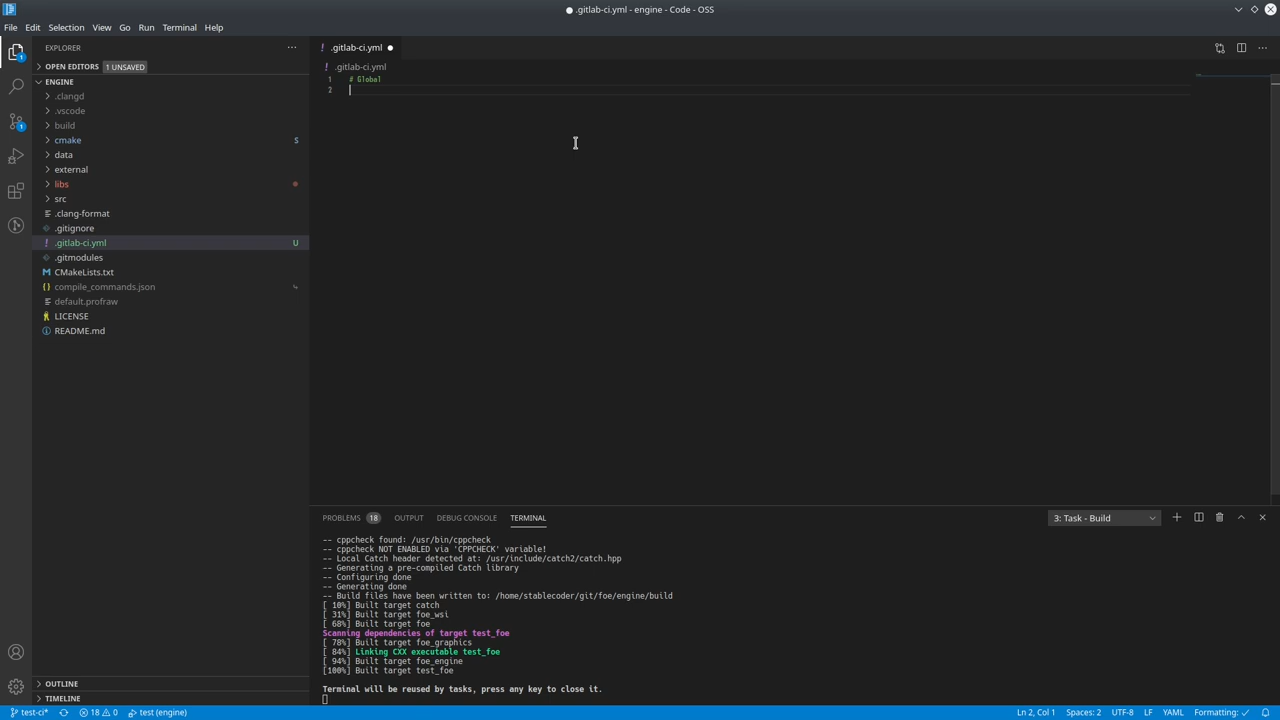 .gitlab-ci.yml - engine - Code - OSS
File Edit Selection View Go Run Terminal Help
EXPLORER
OPEN EDITORS 1 UNSAVED
ENGINE
.clangd
.vscode
build
cmake S
data
external
libs
src
.clang-format
.gitignore
.gitlab-ci.yml U
.gitmodules
CMakeLists.txt
compile_commands.json
default.profraw
LICENSE
README.md
OUTLINE
TIMELINE
.gitlab-ci.yml
.gitlab-ci.yml
1 # Global
2
PROBLEMS 18 OUTPUT DEBUG CONSOLE TERMINAL 3: Task - Build
-- cppcheck found: /usr/bin/cppcheck
-- cppcheck NOT ENABLED via 'CPPCHECK' variable!
-- Local Catch header detected at: /usr/include/catch2/catch.hpp
-- Generating a pre-compiled Catch library
-- Configuring done
-- Generating done
-- Build files have been written to: /home/stablecoder/git/foe/engine/build
[ 10%] Built target catch
[ 31%] Built target foe_wsi
[ 68%] Built target foe
Scanning dependencies of target test_foe
[ 78%] Built target foe_graphics
[ 84%] Linking CXX executable test_foe
[ 94%] Built target foe_engine
[100%] Built target test_foe
Terminal will be reused by tasks, press any key to close it.
test-ci* 18 0 test (engine) Ln 2, Col 1 Spaces: 2 UTF-8 LF YAML Formatting: ✓